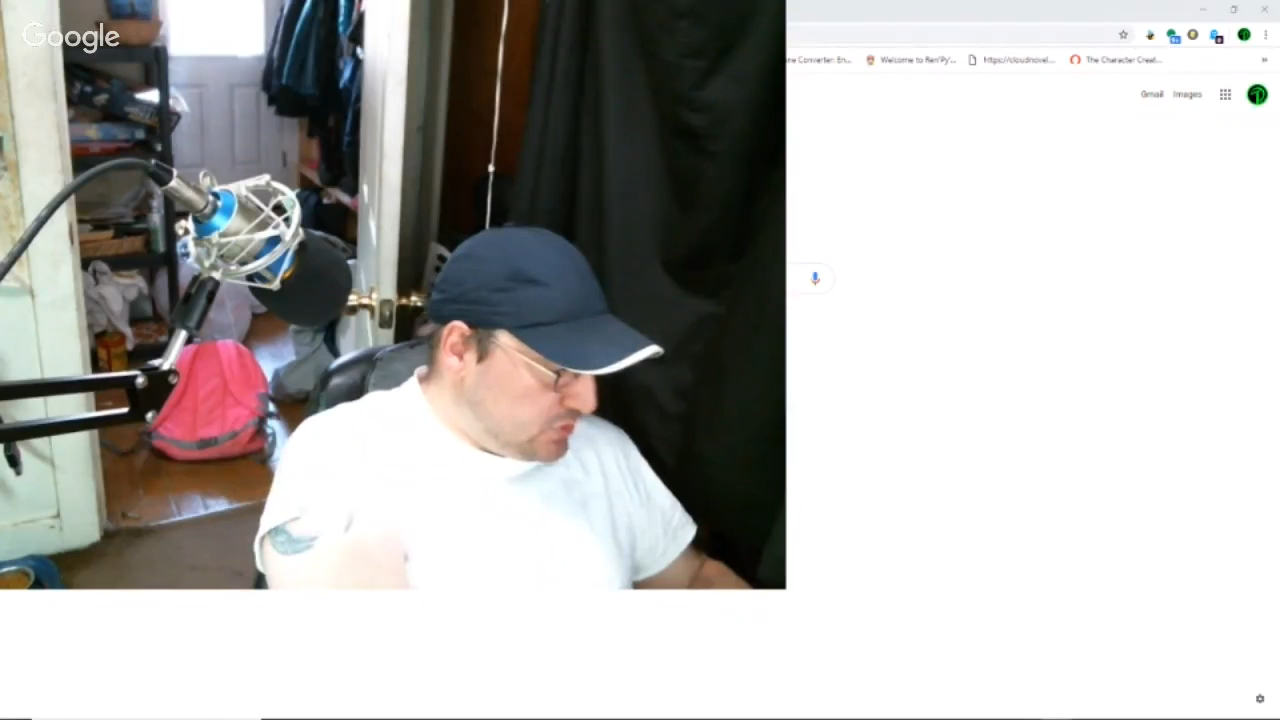 Google
Welcome to Ren'Py'...
https://cloudnovel...
The Character Creat...
Gmail
Images